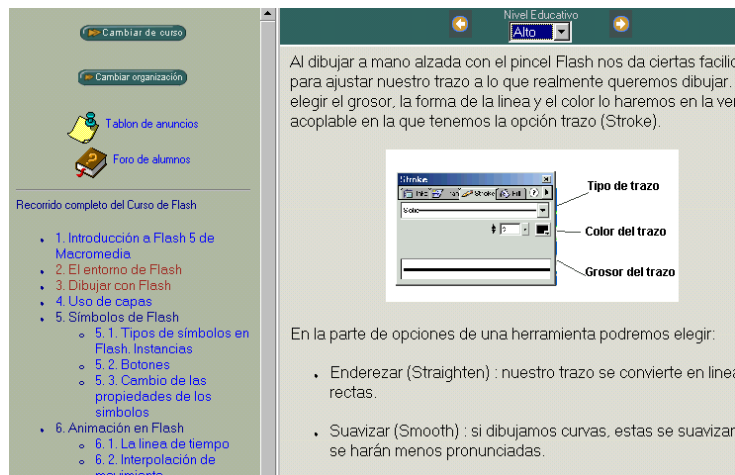 Cambiar de curso
Cambiar organización
Tablon de anuncios
Foro de alumnos
Recorrido completo del Curso de Flash
1. Introducción a Flash 5 de
Macromedia
2. El entorno de Flash
3. Dibujar con Flash
4. Uso de capas
5. Símbolos de Flash
5. 1. Tipos de símbolos en
Flash. Instancias
5. 2. Botones
5. 3. Cambio de las
propiedades de los
simbolos
6. Animación en Flash
6. 1. La linea de tiempo
6. 2. Interpolación de
movimiento
Nivel Educativo
Alto
Al dibujar a mano alzada con el pincel Flash nos da ciertas facilid
para ajustar nuestro trazo a lo que realmente queremos dibujar.
elegir el grosor, la forma de la linea y el color lo haremos en la ven
acoplable en la que tenemos la opción trazo (Stroke).
Stroke
Stroke Fill
Solid
Tipo de trazo
Color del trazo
Grosor del trazo
En la parte de opciones de una herramienta podremos elegir:
Enderezar (Straighten) : nuestro trazo se convierte en linea
rectas.
Suavizar (Smooth) : si dibujamos curvas, estas se suavizar
se harán menos pronunciadas.